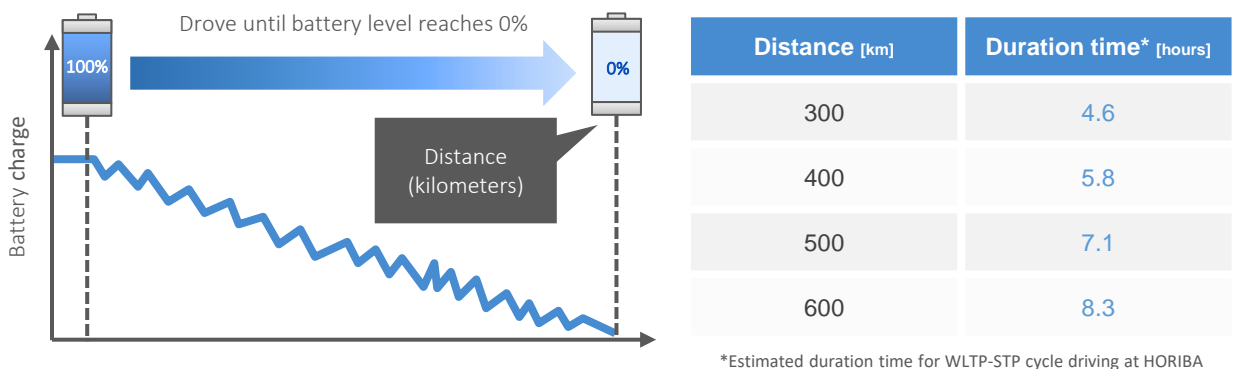 Drove until battery level reaches 0%
100%
0%
Distance
(kilometers)
Battery charge
Distance [km] Duration time* [hours]
300 4.6
400 5.8
500 7.1
600 8.3
*Estimated duration time for WLTP-STP cycle driving at HORIBA